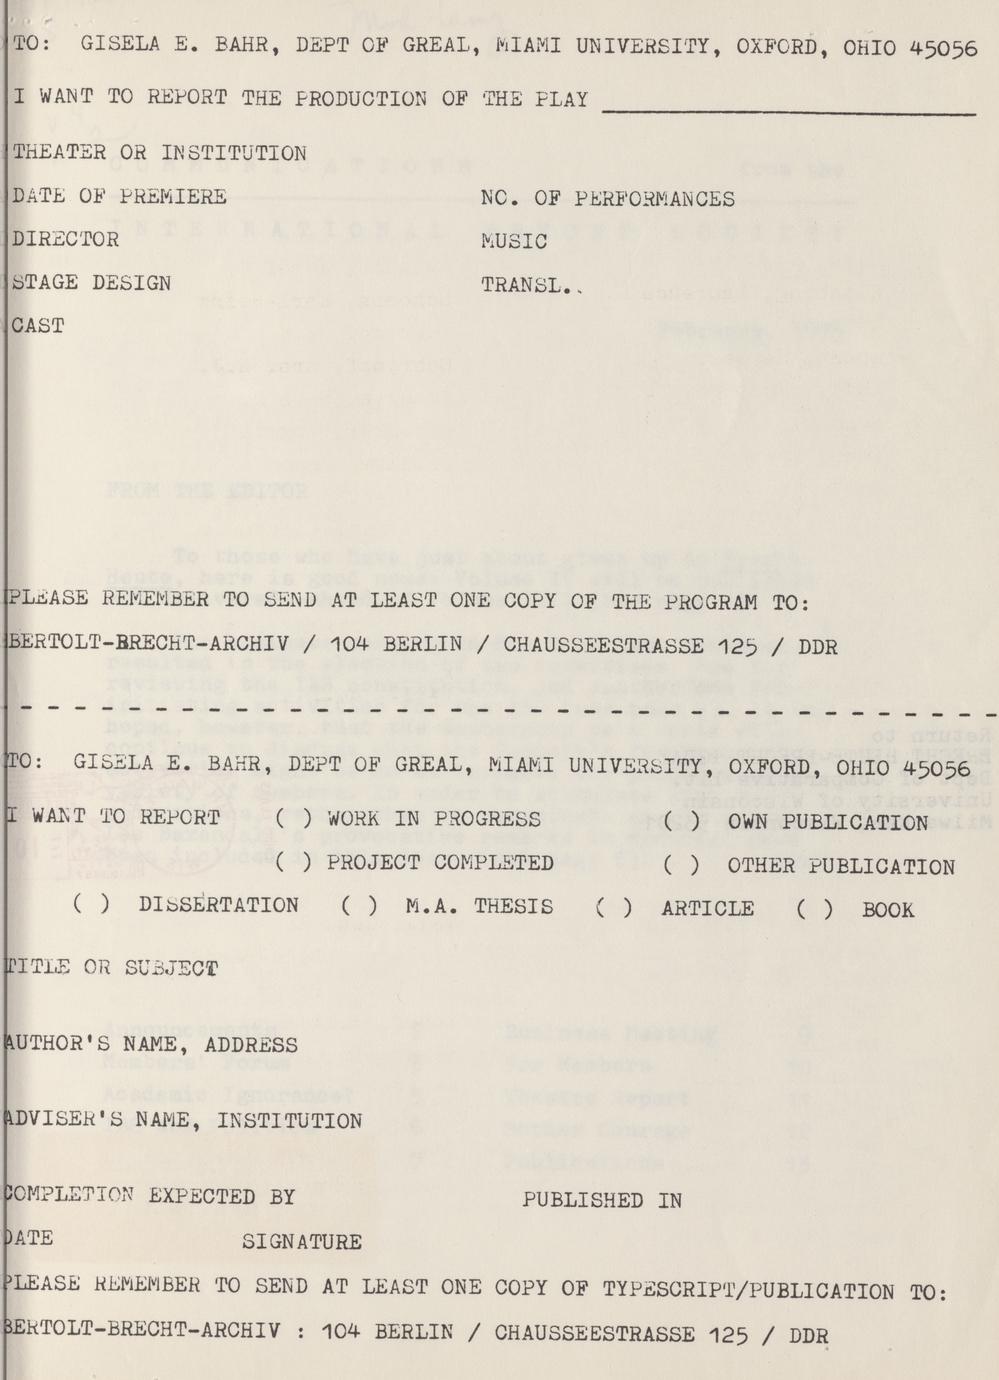 TO: GISELA E. BAHR, DEPT OF GREAL, MIAMI UNIVERSITY, OXFORD, OHIO 45056
I WANT TO REPORT THE PRODUCTION OF THE PLAY ____________________
THEATER OR INSTITUTION
DATE OF PREMIERE NO. OF PERFORMANCES
DIRECTOR MUSIC
STAGE DESIGN TRANSL..
CAST
PLEASE REMEMBER TO SEND AT LEAST ONE COPY OF THE PROGRAM TO:
BERTOLT-BRECHT-ARCHIV / 104 BERLIN / CHAUSSEESTRASSE 125 / DDR
TO: GISELA E. BAHR, DEPT OF GREAL, MIAMI UNIVERSITY, OXFORD, OHIO 45056
I WANT TO REPORT ( ) WORK IN PROGRESS ( ) OWN PUBLICATION
( ) PROJECT COMPLETED ( ) OTHER PUBLICATION
( ) DISSERTATION ( ) M.A. THESIS ( ) ARTICLE ( ) BOOK
TITLE OR SUBJECT
AUTHOR'S NAME, ADDRESS
ADVISER'S NAME, INSTITUTION
COMPLETION EXPECTED BY PUBLISHED IN
DATE SIGNATURE
PLEASE REMEMBER TO SEND AT LEAST ONE COPY OF TYPESCRIPT/PUBLICATION TO:
BERTOLT-BRECHT-ARCHIV : 104 BERLIN / CHAUSSEESTRASSE 125 / DDR